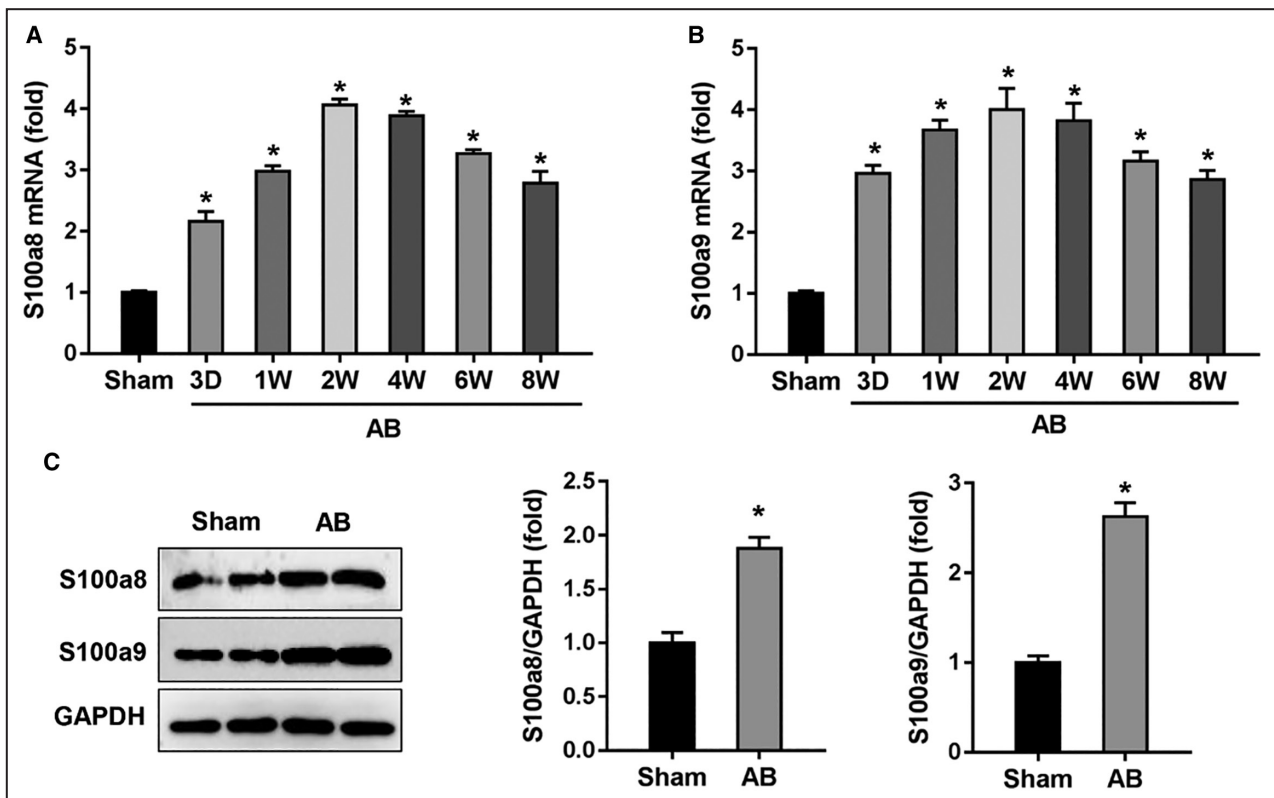 A
S100a8 mRNA (fold)
5
4
3
2
1
0
* * * * * *
Sham 3D 1W 2W 4W 6W 8W
AB
B
S100a9 mRNA (fold)
5
4
3
2
1
0
* * * * * *
Sham 3D 1W 2W 4W 6W 8W
AB
C
Sham AB
S100a8
S100a9
GAPDH
S100a8/GAPDH (fold)
2.5
2.0
1.5
1.0
0.5
0.0
*
Sham AB
S100a9/GAPDH (fold)
3
2
1
0
*
Sham AB